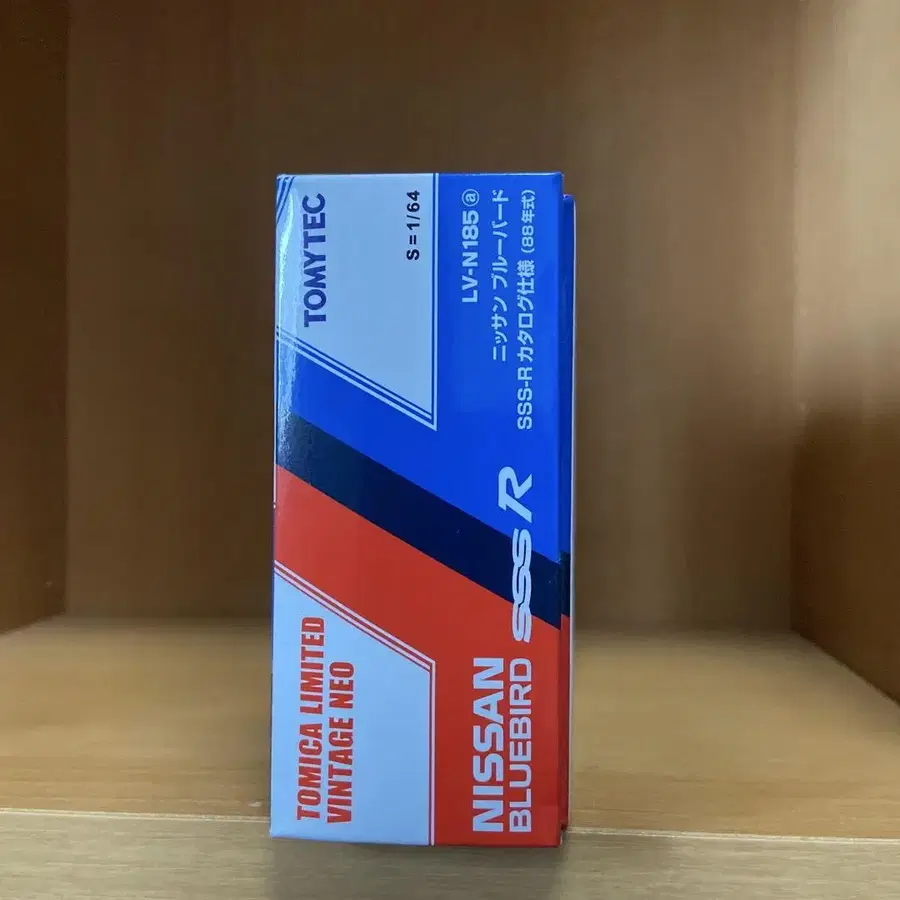 TOMICA LIMITED
VINTAGE NEO
TOMYTEC
S=1/64
NISSAN
BLUEBIRD SSS R
LV-N185ⓐ
ニッサン ブルーバード
SSS-R カタログ仕様 (88年式)